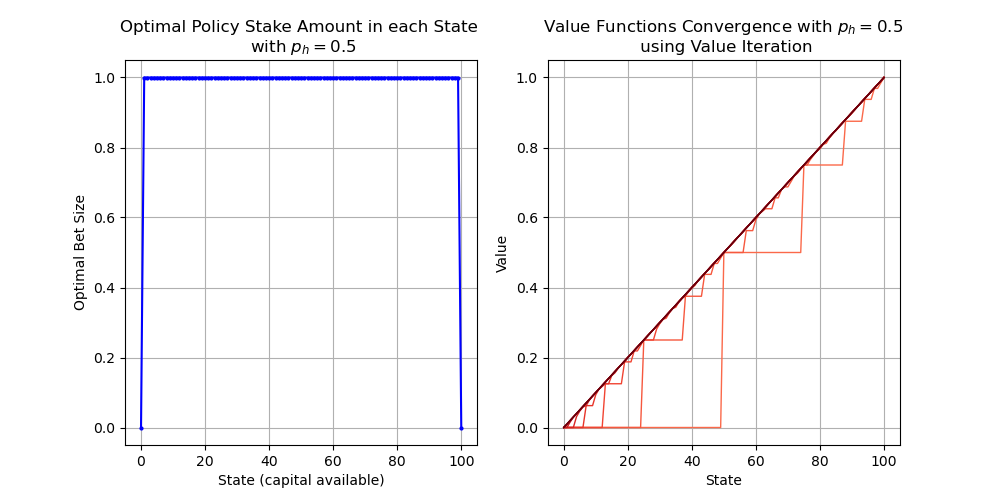 Optimal Policy Stake Amount in each State
with $p_h = 0.5$
Optimal Bet Size
1.0
0.8
0.6
0.4
0.2
0.0
0 20 40 60 80 100
State (capital available)
Value Functions Convergence with $p_h = 0.5$
using Value Iteration
Value
1.0
0.8
0.6
0.4
0.2
0.0
0 20 40 60 80 100
State